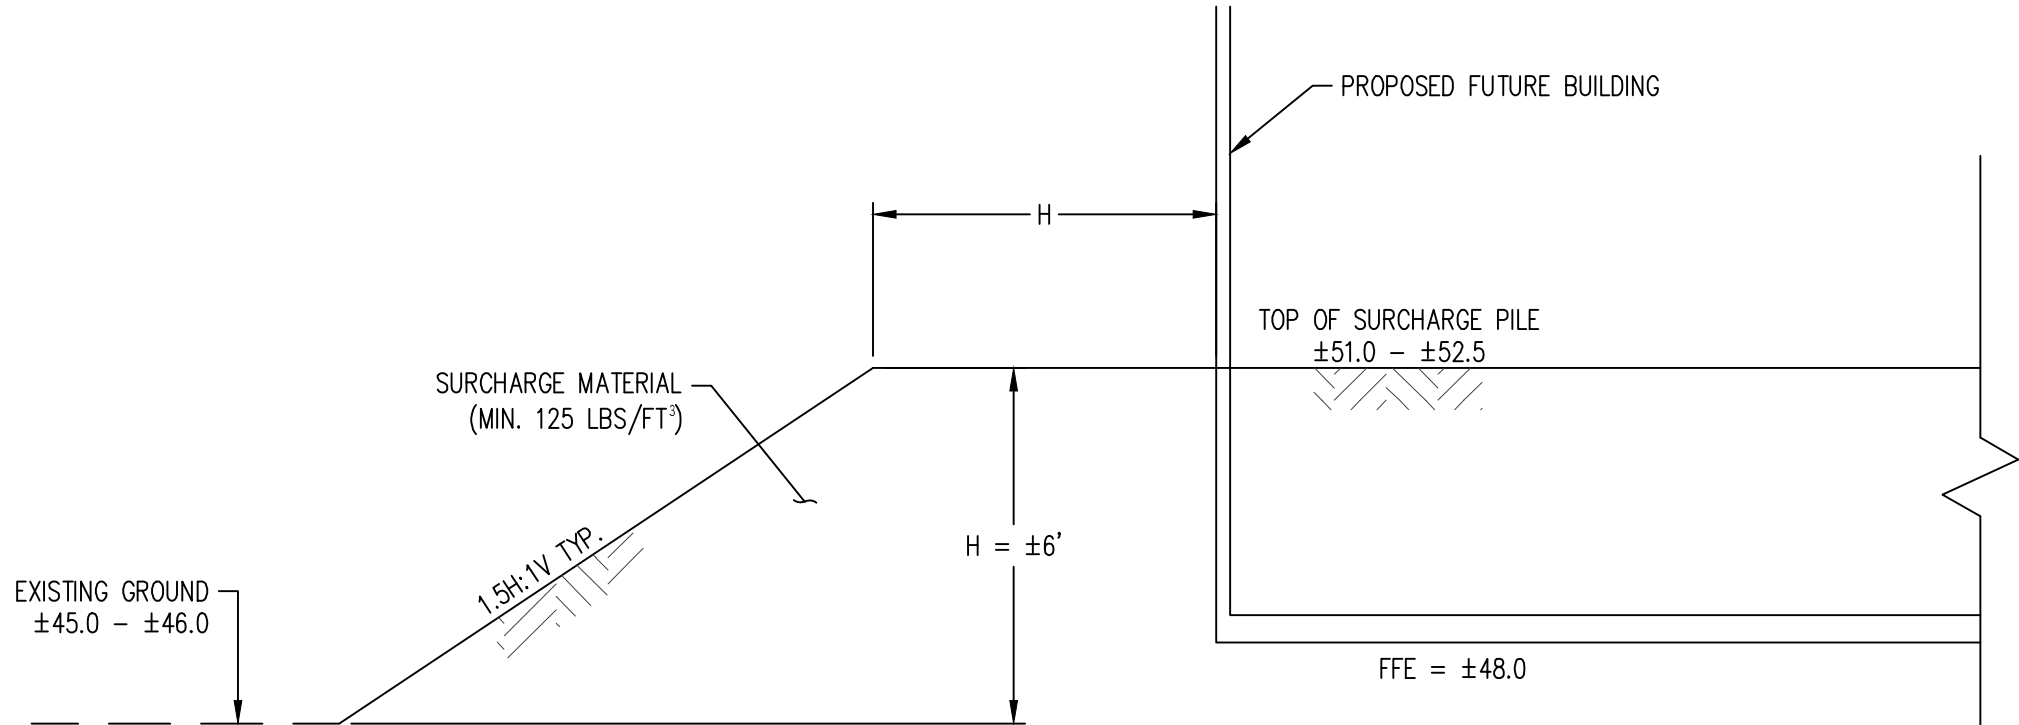 PROPOSED FUTURE BUILDING
H
TOP OF SURCHARGE PILE
±51.0 – ±52.5
SURCHARGE MATERIAL
(MIN. 125 LBS/FT³)
1.5H:1V TYP.
H = ±6'
EXISTING GROUND
±45.0 – ±46.0
FFE = ±48.0